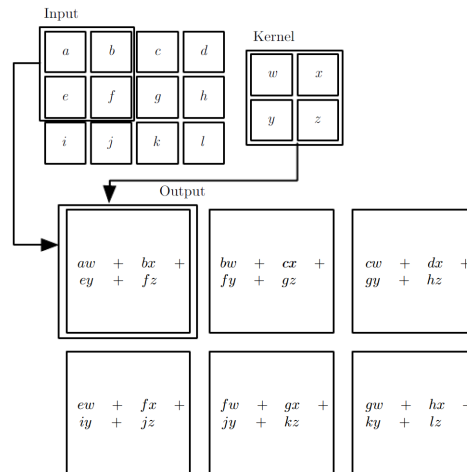 Input
a b c d
Kernel
w x
e f g h
y z
i j k l
Output
aw + bx +
ey + fz
bw + cx +
fy + gz
cw + dx +
gy + hz
ew + fx +
iy + jz
fw + gx +
jy + kz
gw + hx +
ky + lz